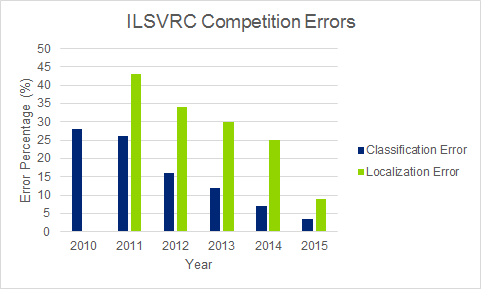 ILSVRC Competition Errors
50
45
40
35
30
25
20
15
10
5
0
Error Percentage (%)
2010 2011 2012 2013 2014 2015
Year
Classification Error
Localization Error